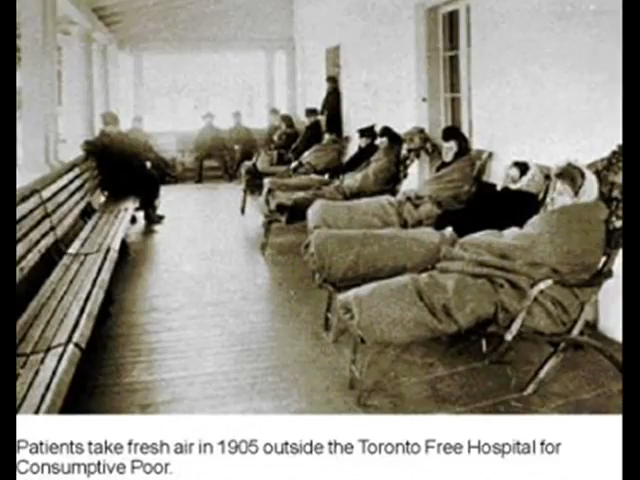 Patients take fresh air in 1905 outside the Toronto Free Hospital for
Consumptive Poor.